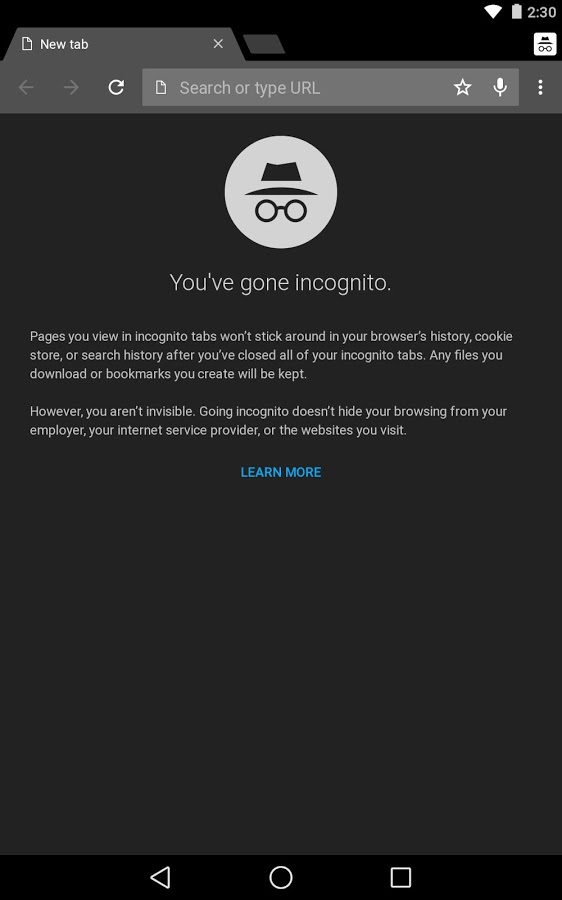 2:30
New tab
Search or type URL
You've gone incognito.
Pages you view in incognito tabs won’t stick around in your browser’s history, cookie
store, or search history after you’ve closed all of your incognito tabs. Any files you
download or bookmarks you create will be kept.
However, you aren’t invisible. Going incognito doesn’t hide your browsing from your
employer, your internet service provider, or the websites you visit.
LEARN MORE